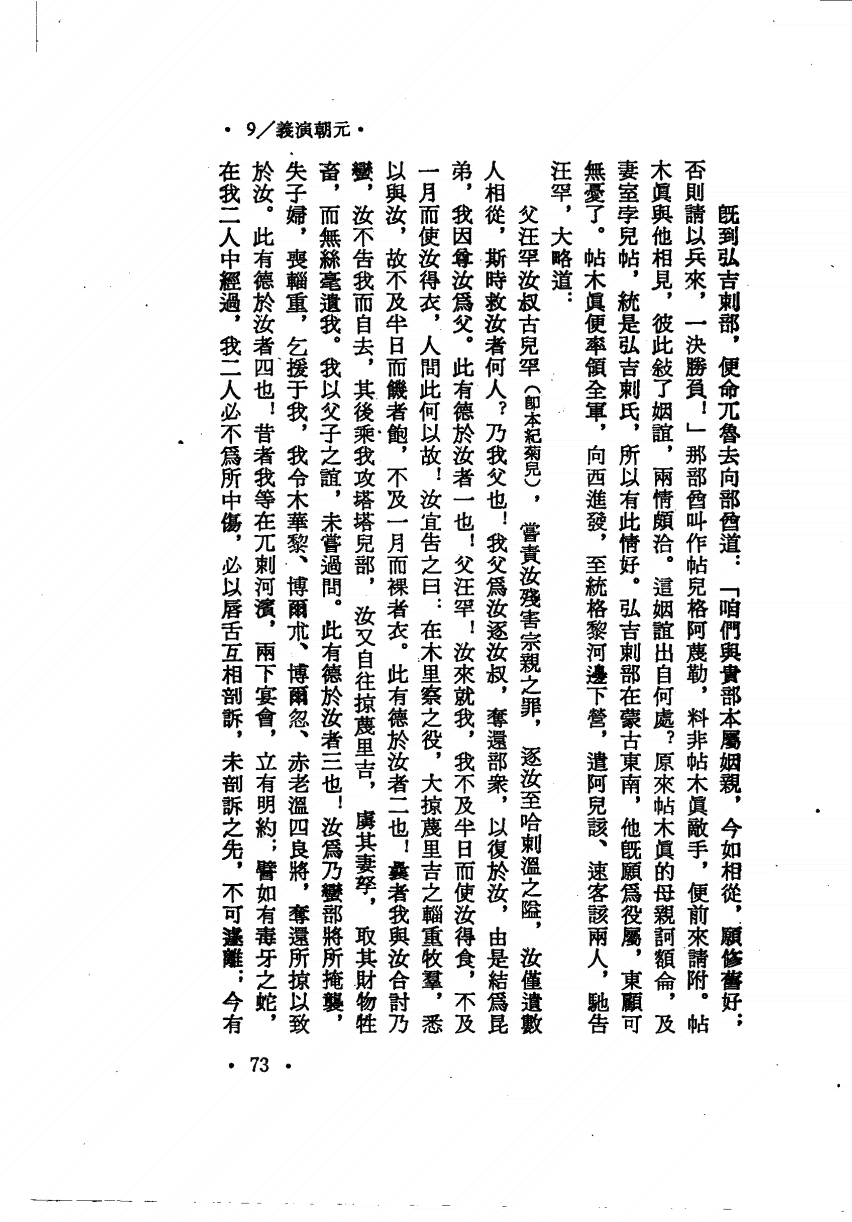 •9/義演朝元•
既到弘吉剌部，便命兀魯去向部酋道：「咱們與貴部本屬姻親，今如相從，願修舊好；
否則請以兵來，一決勝負！」那部酋叫作帖兒格阿蔑勒，料非帖木眞敵手，便前來請附。帖
木眞與他相見，彼此敍了姻誼，兩情頗洽。這姻誼出自何處？原來帖木眞的母親訶額侖，及
妻室孛兒帖，統是弘吉剌氏，所以有此情好。弘吉剌部在蒙古東南，他既願爲役屬，東顧可
無憂了。帖木眞便率領全軍，向西進發，至統格黎河邊下營，遣阿兒該、速客該兩人，馳告
汪罕，大略道：
父汪罕汝叔古兒罕（卽本紀菊兒），嘗責汝殘害宗親之罪，逐汝至哈剌溫之隘，汝僅遺數
人相從，斯時救汝者何人？乃我父也！我父爲汝逐汝叔，奪還部衆，以復於汝，由是結爲昆
弟，我因尊汝爲父。此有德於汝者一也！父汪罕！汝來就我，我不及半日而使汝得食，不及
一月而使汝得衣，人問此何以故！汝宜告之曰：在木里察之役，大掠蔑里吉之輜重牧羣，悉
以與汝，故不及半日而饑者飽，不及一月而裸者衣。此有德於汝者二也！曩者我與汝合討乃
蠻，汝不告我而自去，其後乘我攻塔塔兒部，汝又自往掠蔑里吉，虜其妻孥，取其財物牲
畜，而無絲毫遺我。我以父子之誼，未嘗過問。此有德於汝者三也！汝爲乃蠻部將所掩襲，
失子婦，喪輜重，乞援于我，我令木華黎、博爾朮、博爾忽、赤老溫四良將，奪還所掠以致
於汝。此有德於汝者四也！昔者我等在兀剌河濱，兩下宴會，立有明約；譬如有毒牙之蛇，
在我二人中經過，我二人必不爲所中傷，必以唇舌互相剖訴，未剖訴之先，不可遽離；今有
•73•